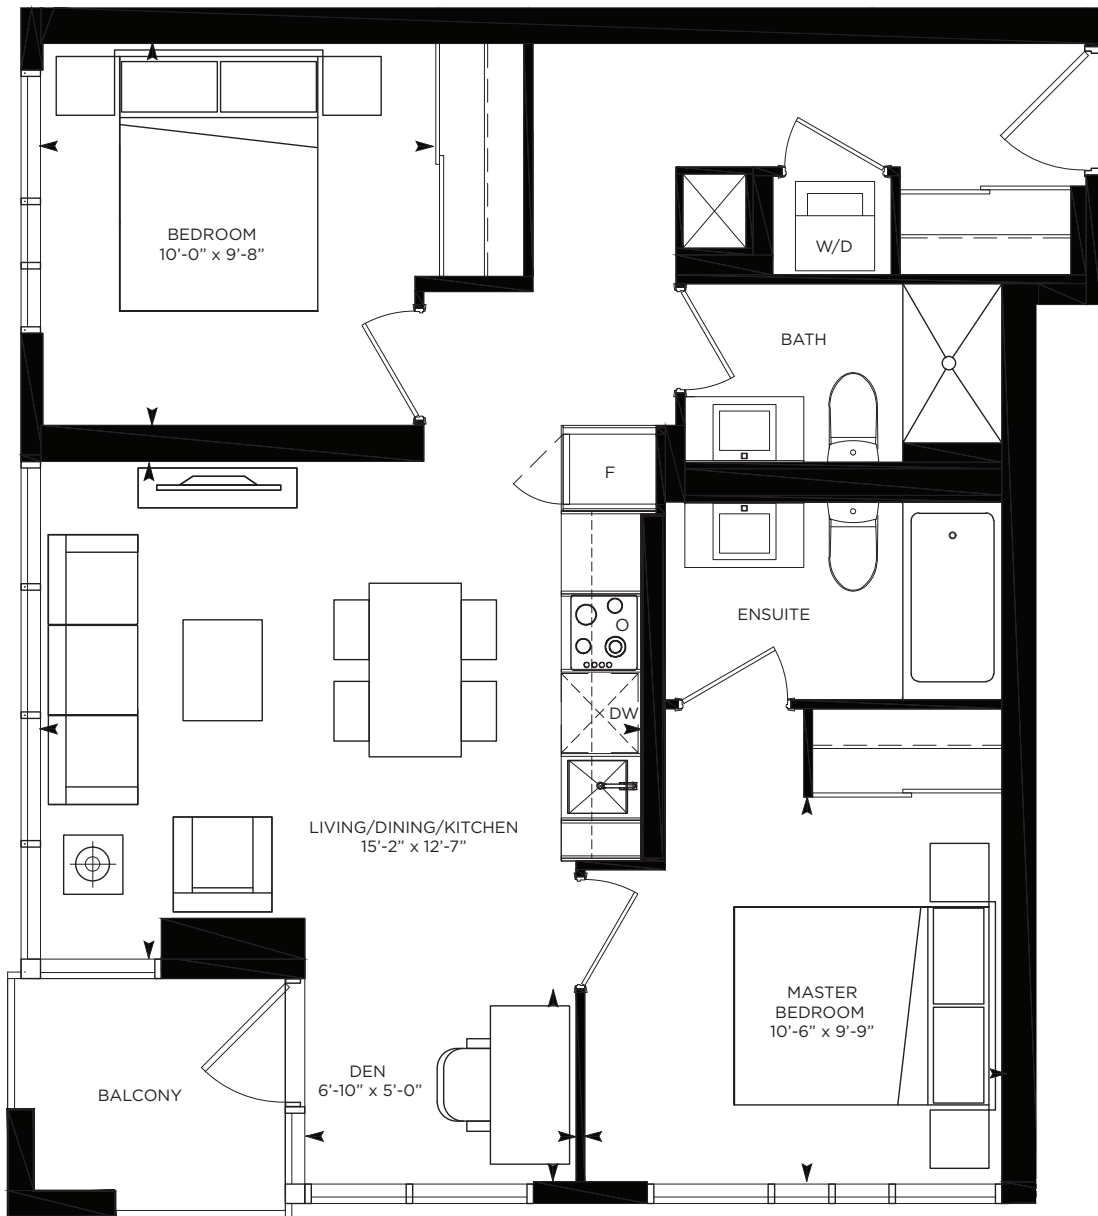 BEDROOM
10’-0” x 9’-8”
W/D
BATH
F
ENSUITE
DW
LIVING/DINING/KITCHEN
15’-2” x 12’-7”
MASTER
BEDROOM
10’-6” x 9’-9”
DEN
6’-10” x 5’-0”
BALCONY